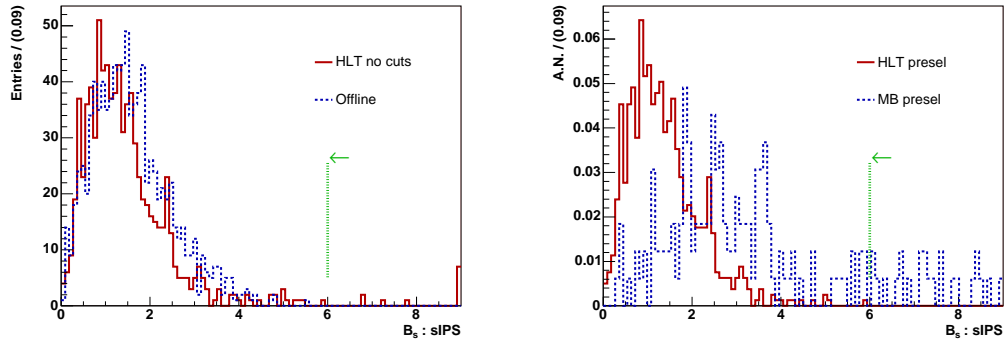 Entries / (0.09)
50
40
30
20
10
0
HLT no cuts
Offline
0 2 4 6 8
B_s : sIPS
A.N. / (0.09)
0.06
0.05
0.04
0.03
0.02
0.01
0
HLT presel
MB presel
0 2 4 6 8
B_s : sIPS